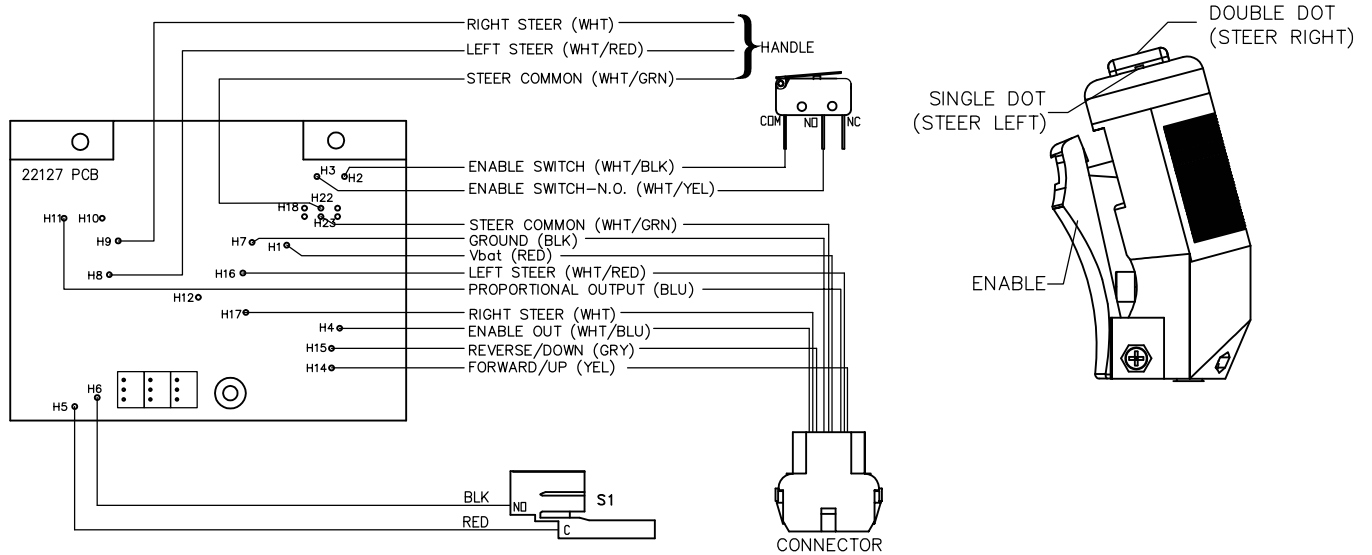 RIGHT STEER (WHT)
LEFT STEER (WHT/RED)
STEER COMMON (WHT/GRN)
HANDLE
DOUBLE DOT
(STEER RIGHT)
SINGLE DOT
(STEER LEFT)
ENABLE
COM
NO
NC
22127 PCB
ENABLE SWITCH (WHT/BLK)
ENABLE SWITCH-N.O. (WHT/YEL)
H3
H2
H22
H18
H23
H11
H10
H9
H7
H1
H8
H16
H12
H17
H4
H15
H14
H6
H5
STEER COMMON (WHT/GRN)
GROUND (BLK)
Vbat (RED)
LEFT STEER (WHT/RED)
PROPORTIONAL OUTPUT (BLU)
RIGHT STEER (WHT)
ENABLE OUT (WHT/BLU)
REVERSE/DOWN (GRY)
FORWARD/UP (YEL)
BLK
RED
NO
C
S1
CONNECTOR